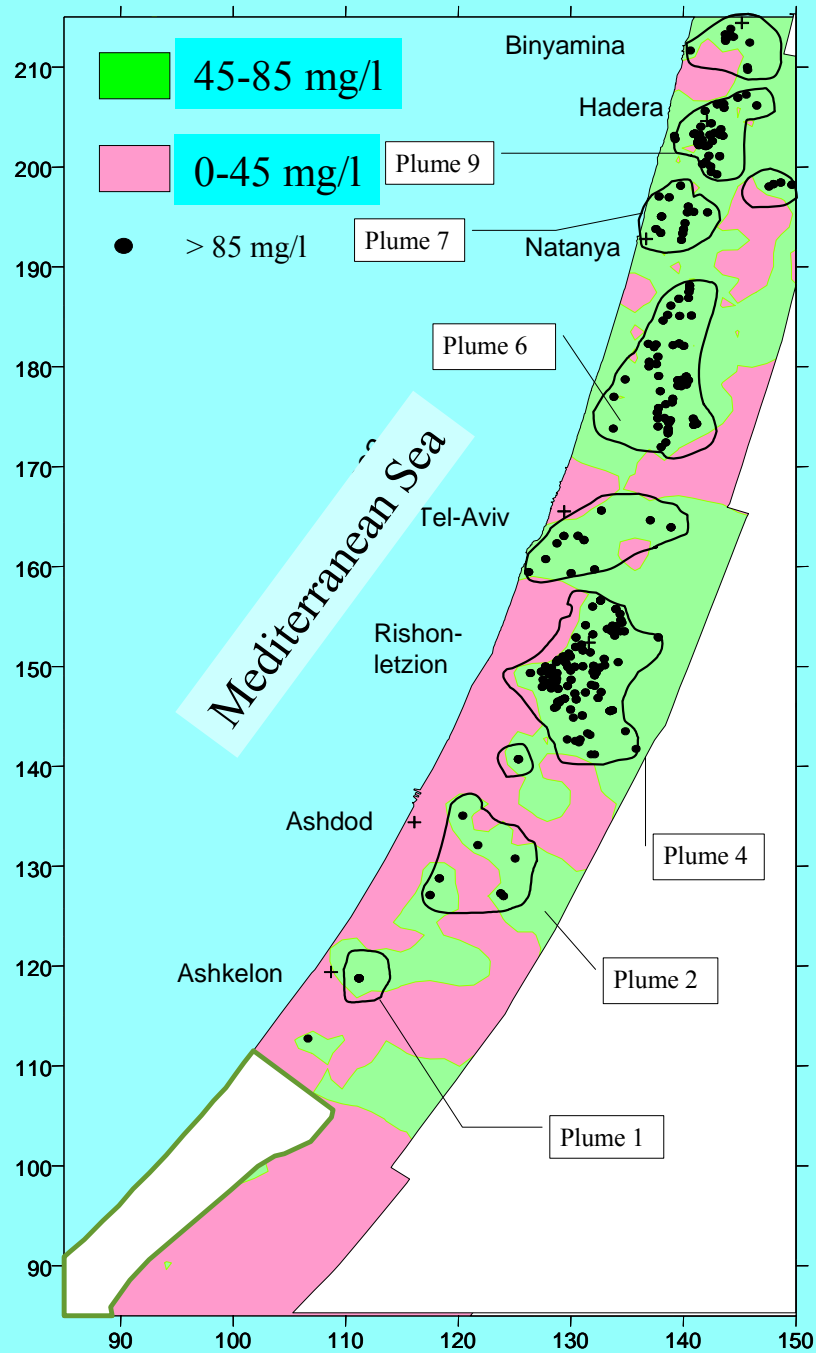 210
200
190
180
170
160
150
140
130
120
110
100
90
45-85 mg/l
0-45 mg/l
> 85 mg/l
Binyamina
Hadera
Plume 9
Plume 7
Natanya
Plume 6
Mediterranean Sea
Tel-Aviv
Rishon-
letzion
Ashdod
Plume 4
Ashkelon
Plume 2
Plume 1
90 100 110 120 130 140 150